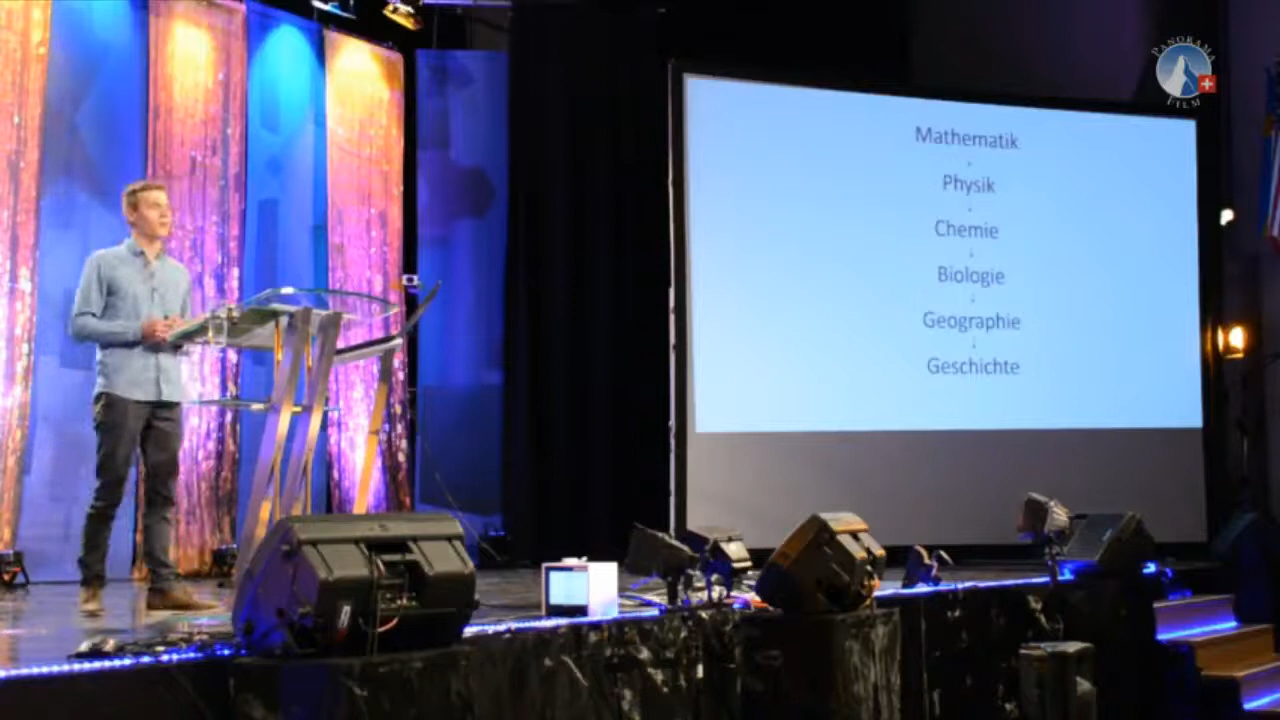 PANORAMA
FILM
Mathematik
Physik
Chemie
Biologie
Geographie
Geschichte